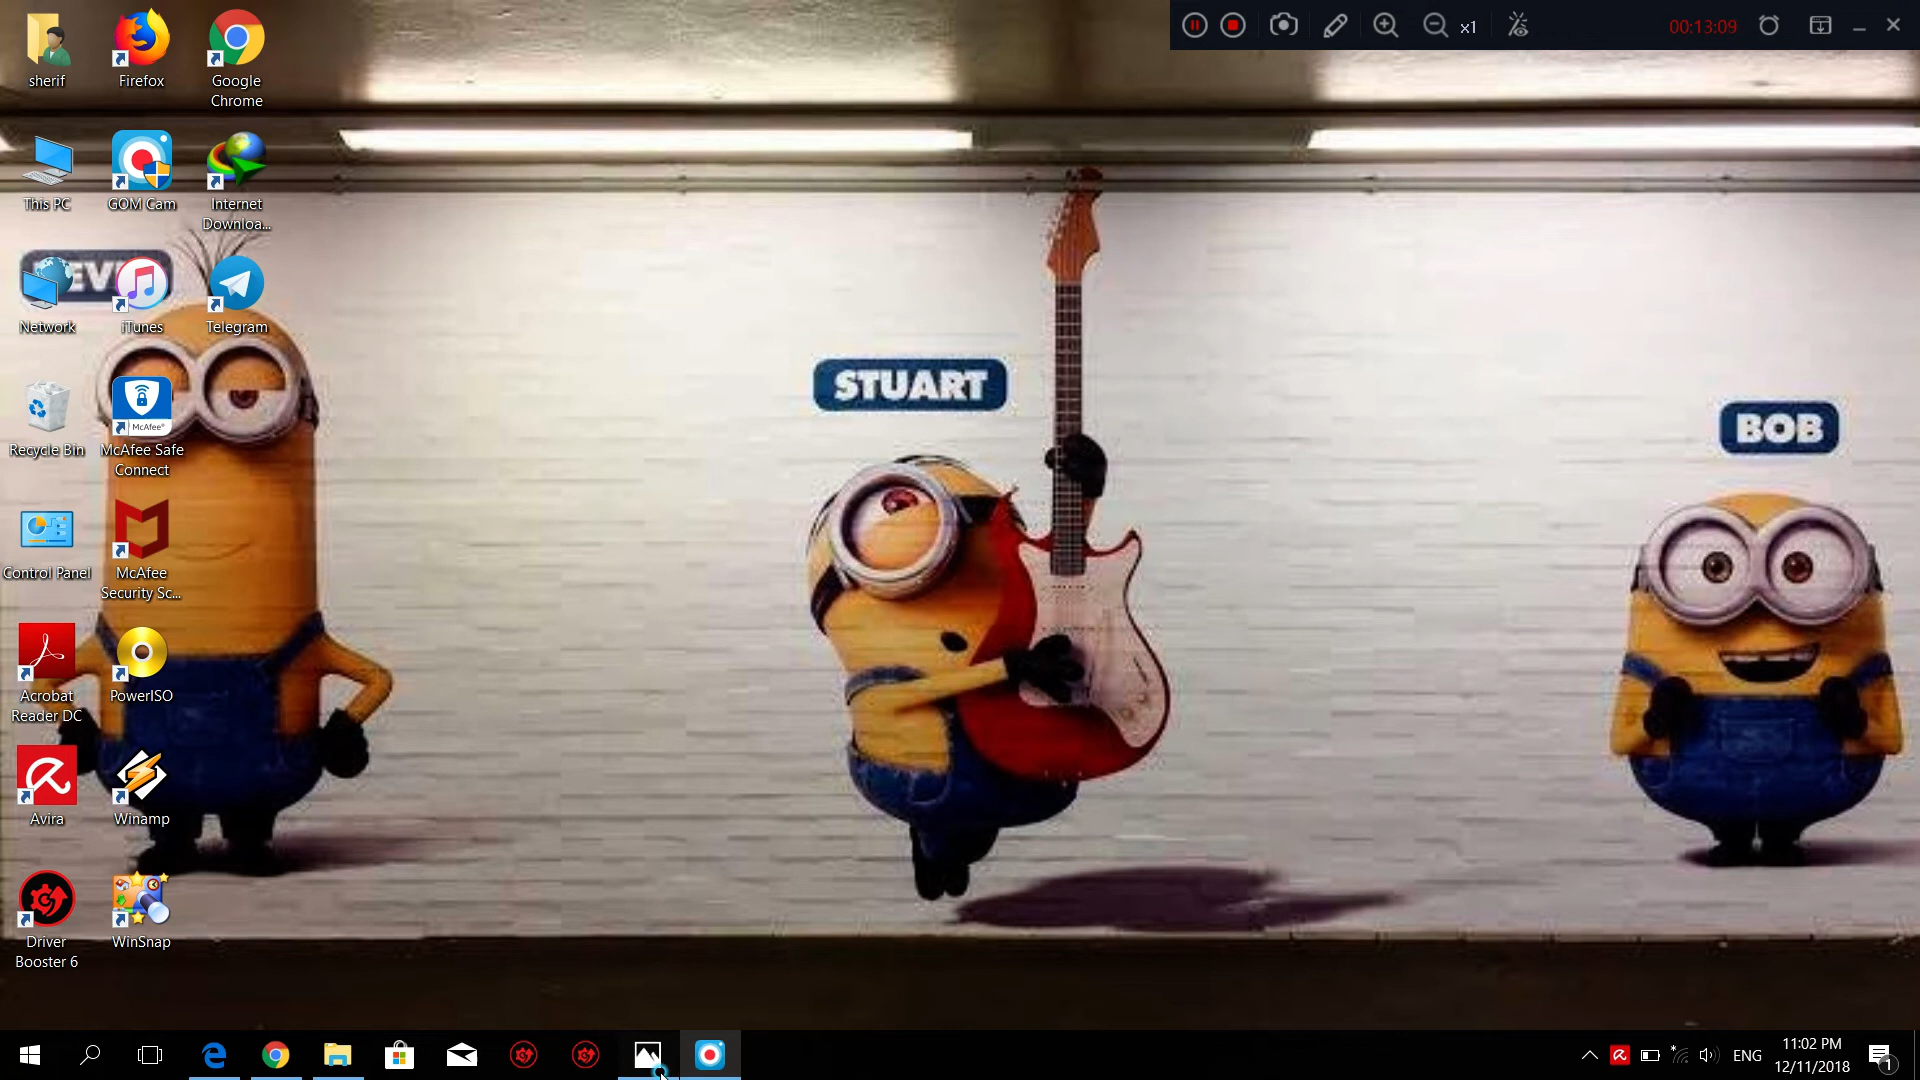 x1
00:13:09
sherif
Firefox
Google
Chrome
This PC
GOM Cam
Internet
Downloa...
Network
iTunes
Telegram
STUART
BOB
Recycle Bin
McAfee
McAfee Safe
Connect
Control Panel
McAfee
Security Sc...
Acrobat
Reader DC
PowerISO
Avira
Winamp
Driver
Booster 6
WinSnap
ENG
11:02 PM
12/11/2018
1